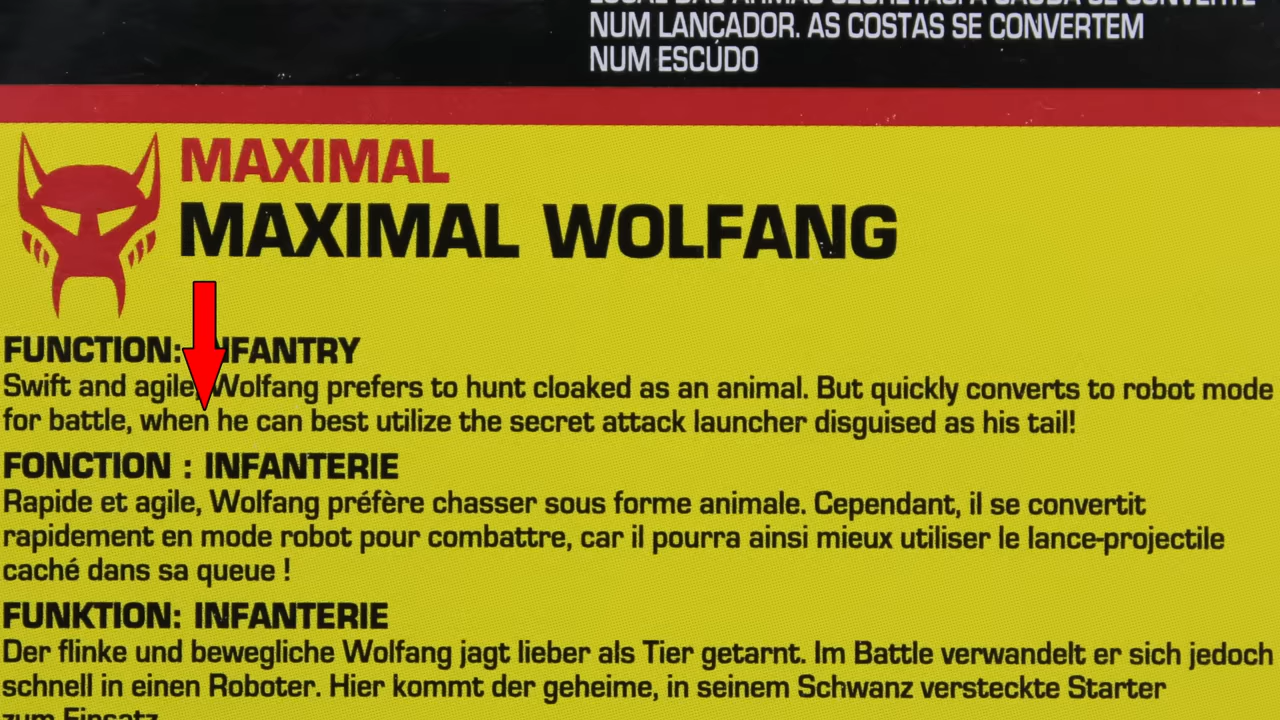 NUM LANÇADOR. AS COSTAS SE CONVERTEM
NUM ESCUDO
MAXIMAL
MAXIMAL WOLFANG
FUNCTION: INFANTRY
Swift and agile, Wolfang prefers to hunt cloaked as an animal. But quickly converts to robot mode
for battle, when he can best utilize the secret attack launcher disguised as his tail!
FONCTION : INFANTERIE
Rapide et agile, Wolfang préfère chasser sous forme animale. Cependant, il se convertit
rapidement en mode robot pour combattre, car il pourra ainsi mieux utiliser le lance-projectile
caché dans sa queue !
FUNKTION: INFANTERIE
Der flinke und bewegliche Wolfang jagt lieber als Tier getarnt. Im Battle verwandelt er sich jedoch
schnell in einen Roboter. Hier kommt der geheime, in seinem Schwanz versteckte Starter
zum Einsatz